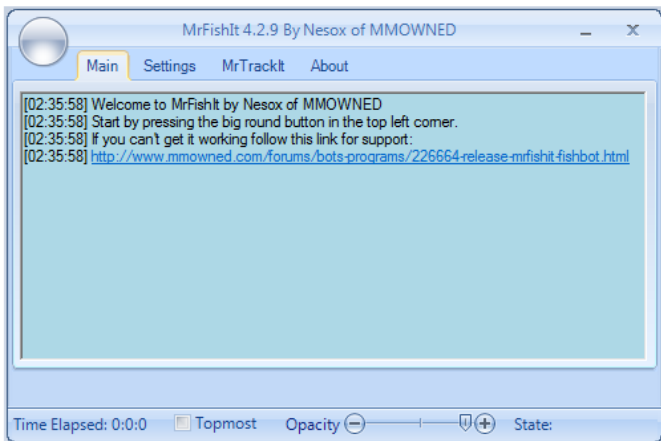 MrFishIt 4.2.9 By Nesox of MMOWNED
Main Settings MrTrackIt About
[02:35:58] Welcome to MrFishIt by Nesox of MMOWNED
[02:35:58] Start by pressing the big round button in the top left corner.
[02:35:58] If you can't get it working follow this link for support:
[02:35:58] http://www.mmowned.com/forums/bots-programs/226664-release-mrfishit-fishbot.html
Time Elapsed: 0:0:0 Topmost Opacity State: